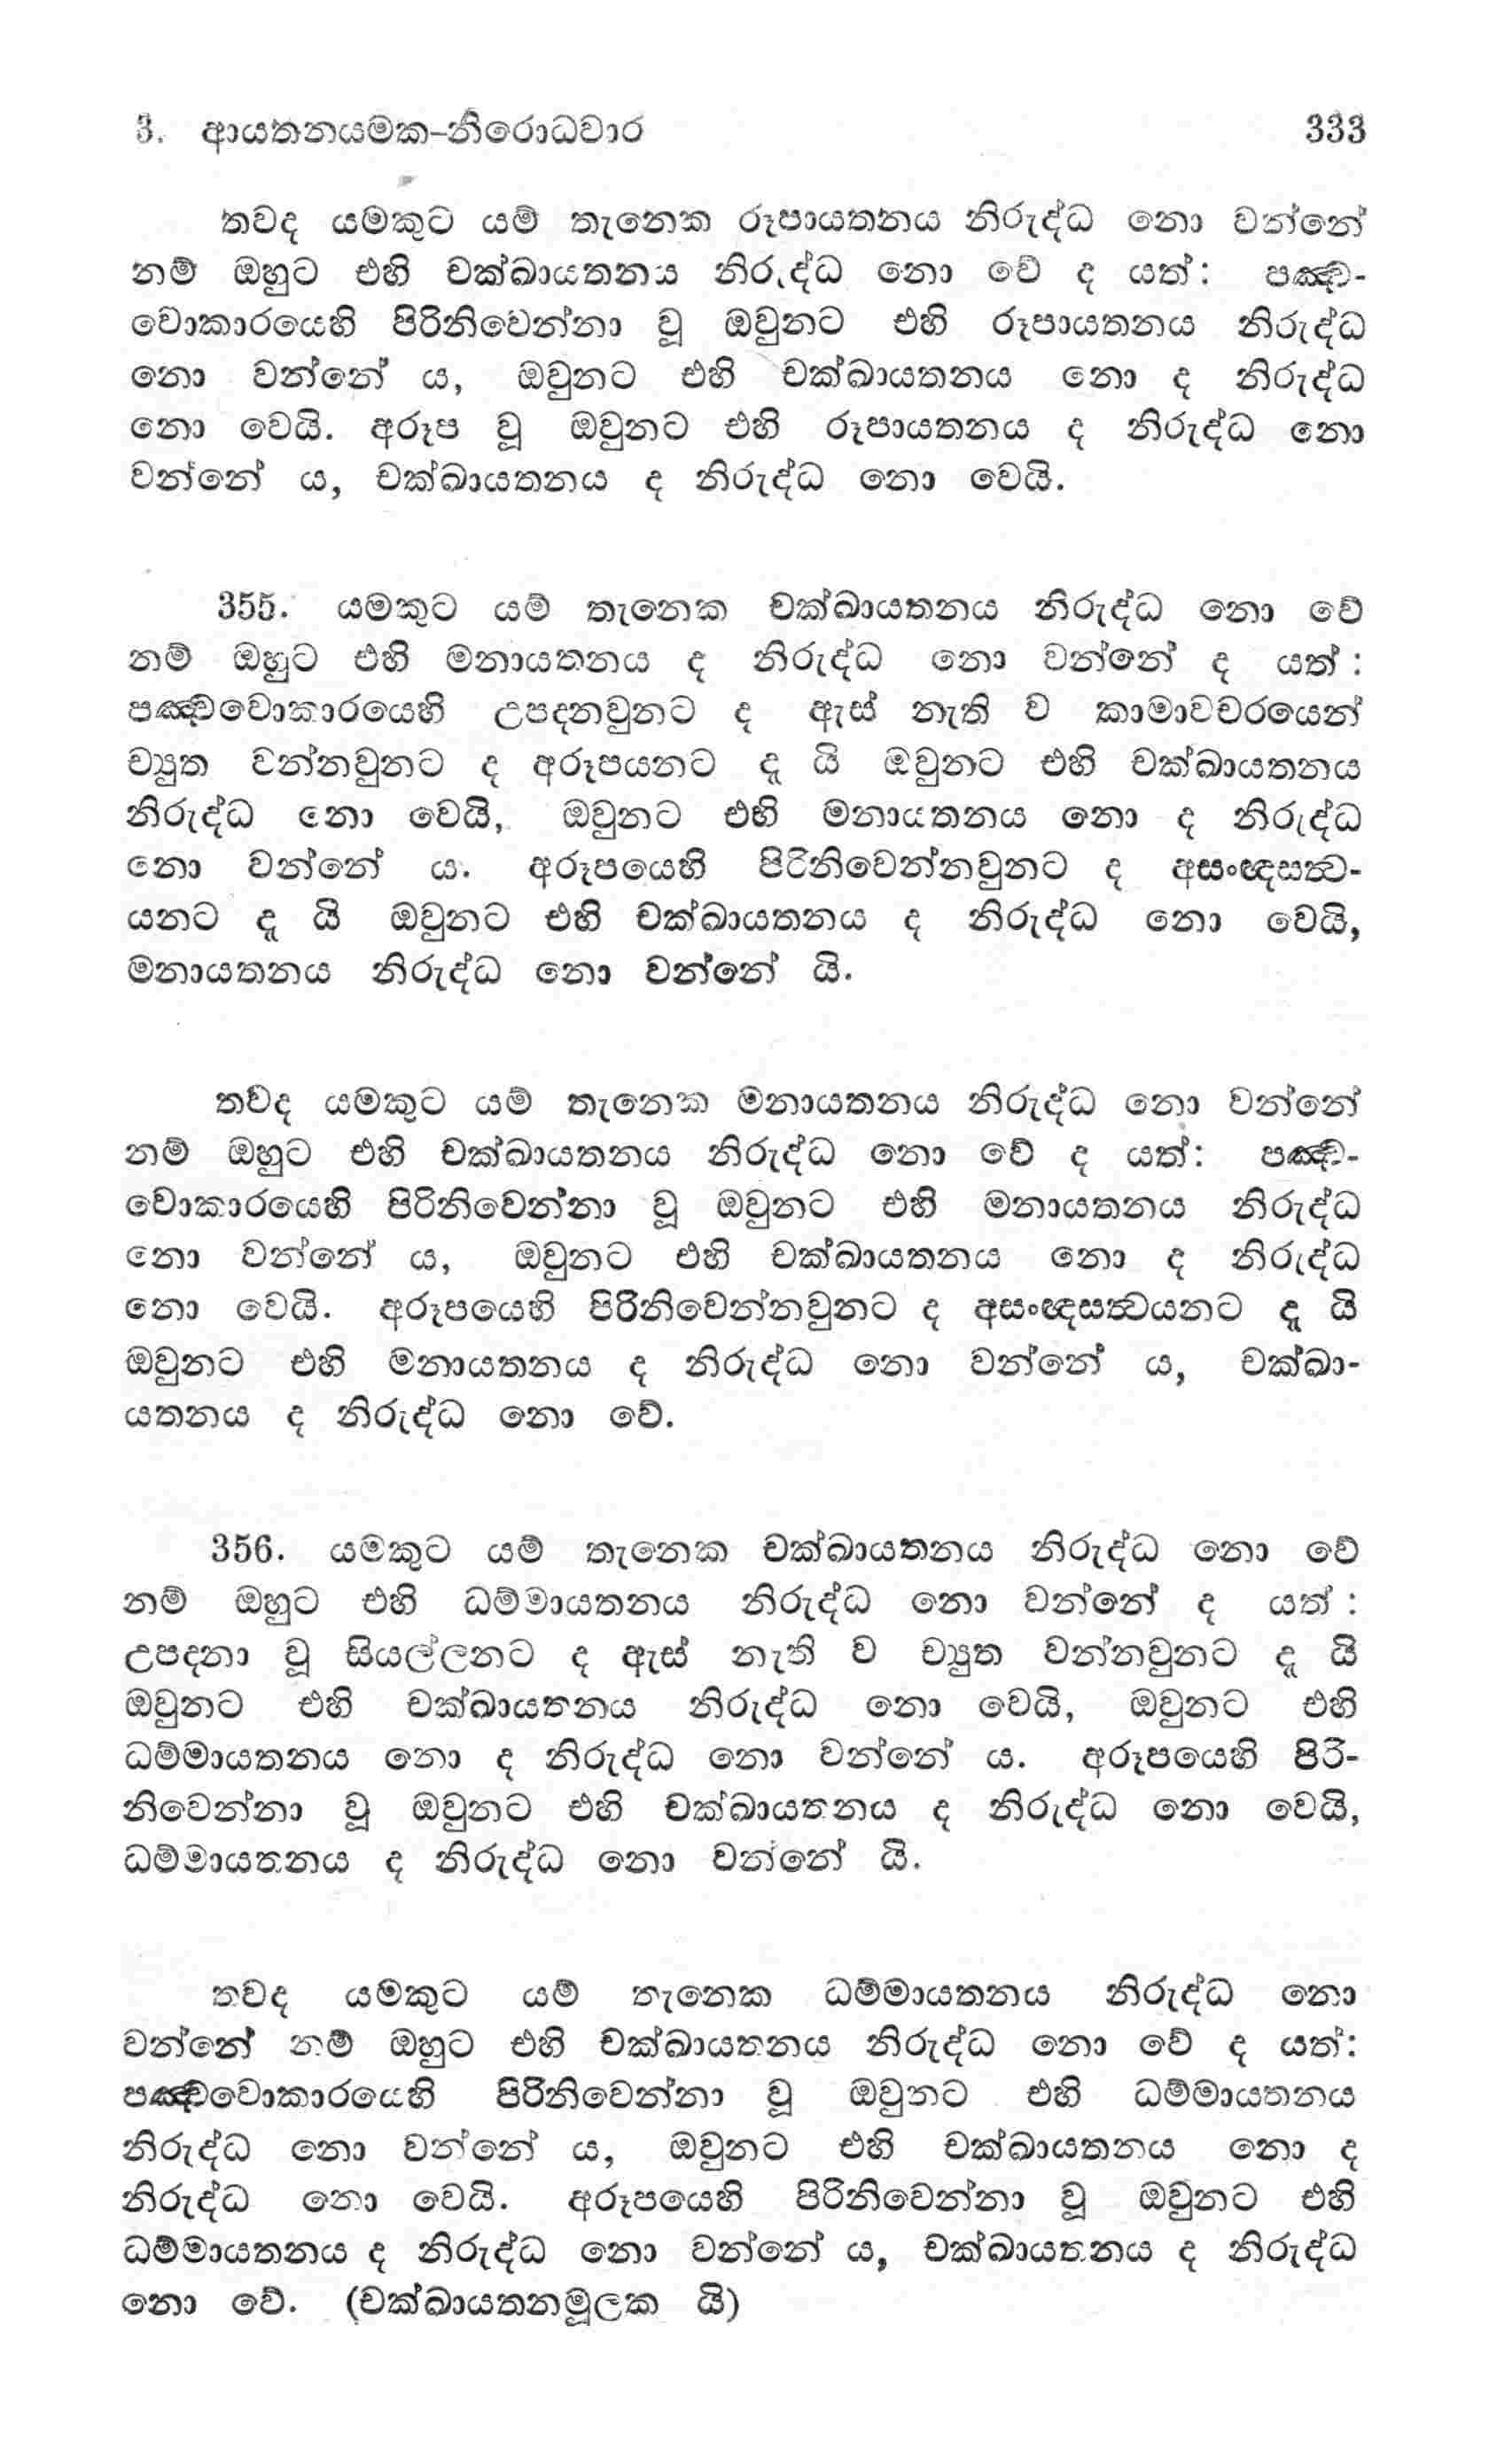 3. ආයතනයමක-නිරොධවාර 333
තවද යමකුට යම් තැනෙක රූපායතනය නිරුද්ධ නො වන්නේ
නම් ඔහුට එහි චක්ඛායතනය නිරුද්ධ නො වේ ද යත්: පඤ්ච-
වොකාරයෙහි පිරිනිවෙන්නා වූ ඔවුනට එහි රූපායතනය නිරුද්ධ
නො වන්නේ ය, ඔවුනට එහි චක්ඛායතනය නො ද නිරුද්ධ
නො වෙයි. අරූප වූ ඔවුනට එහි රූපායතනය ද නිරුද්ධ නො
වන්නේ ය, චක්ඛායතනය ද නිරුද්ධ නො වෙයි.
355. යමකුට යම් තැනෙක චක්ඛායතනය නිරුද්ධ නො වේ
නම් ඔහුට එහි මනායතනය ද නිරුද්ධ නො වන්නේ ද යත් :
පඤ්චවොකාරයෙහි උපදනවුනට ද ඇස් නැති ව කාමාවචරයෙන්
ච්‍යුත වන්නවුනට ද අරූපයනට දූ යි ඔවුනට එහි චක්ඛායතනය
නිරුද්ධ නො වෙයි, ඔවුනට එහි මනායතනය නො ද නිරුද්ධ
නො වන්නේ ය. අරූපයෙහි පිරිනිවෙන්නවුනට ද අසංඥසත්‍ව-
යනට දූ යි ඔවුනට එහි චක්ඛායතනය ද නිරුද්ධ නො වෙයි,
මනායතනය නිරුද්ධ නො වන්නේ යි.
තවද යමකුට යම් තැනෙක මනායතනය නිරුද්ධ නො වන්නේ
නම් ඔහුට එහි චක්ඛායතනය නිරුද්ධ නො වේ ද යත්: පඤ්ච-
වොකාරයෙහි පිරිනිවෙන්නා වූ ඔවුනට එහි මනායතනය නිරුද්ධ
නො වන්නේ ය, ඔවුනට එහි චක්ඛායතනය නො ද නිරුද්ධ
නො වෙයි. අරූපයෙහි පිරිනිවෙන්නවුනට ද අසංඥසත්‍වයනට දූ යි
ඔවුනට එහි මනායතනය ද නිරුද්ධ නො වන්නේ ය, චක්ඛා-
යතනය ද නිරුද්ධ නො වේ.
356. යමකුට යම් තැනෙක චක්ඛායතනය නිරුද්ධ නො වේ
නම් ඔහුට එහි ධම්මායතනය නිරුද්ධ නො වන්නේ ද යත් :
උපදනා වූ සියල්ලනට ද ඇස් නැති ව ච්‍යුත වන්නවුනට දූ යි
ඔවුනට එහි චක්ඛායතනය නිරුද්ධ නො වෙයි, ඔවුනට එහි
ධම්මායතනය නො ද නිරුද්ධ නො වන්නේ ය. අරූපයෙහි පිරි-
නිවෙන්නා වූ ඔවුනට එහි චක්ඛායතනය ද නිරුද්ධ නො වෙයි,
ධම්මායතනය ද නිරුද්ධ නො වන්නේ යි.
තවද යමකුට යම් තැනෙක ධම්මායතනය නිරුද්ධ නො
වන්නේ නම් ඔහුට එහි චක්ඛායතනය නිරුද්ධ නො වේ ද යත්:
පඤ්චවොකාරයෙහි පිරිනිවෙන්නා වූ ඔවුනට එහි ධම්මායතනය
නිරුද්ධ නො වන්නේ ය, ඔවුනට එහි චක්ඛායතනය නො ද
නිරුද්ධ නො වෙයි. අරූපයෙහි පිරිනිවෙන්නා වූ ඔවුනට එහි
ධම්මායතනය ද නිරුද්ධ නො වන්නේ ය, චක්ඛායතනය ද නිරුද්ධ
නො වේ. (චක්ඛායතනමූලක යි)